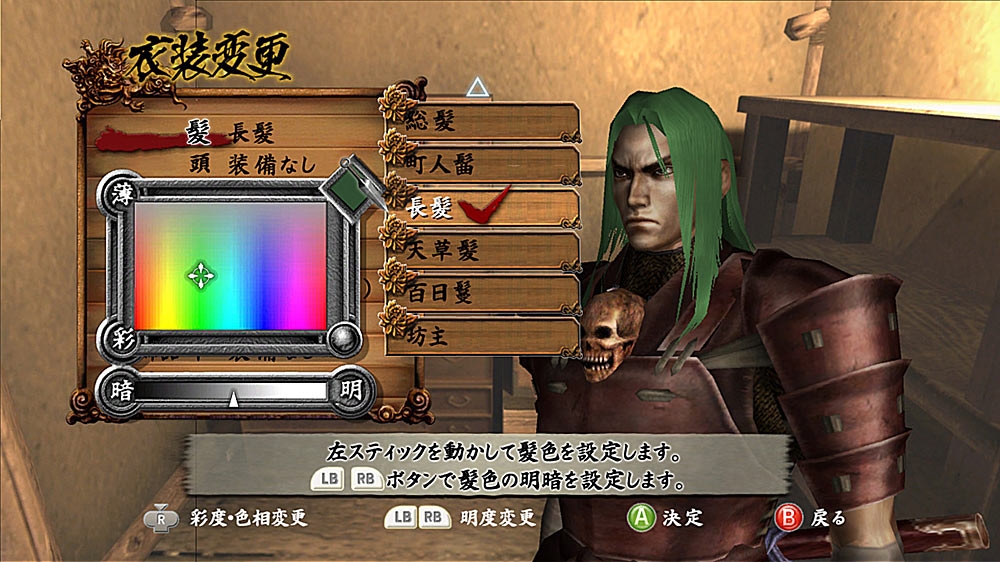 衣装変更
髪 長髪
頭 装備なし
薄
彩
暗
明
総髪
町人髷
長髪
天草髪
百日鬘
坊主
左スティックを動かして髪色を設定します。
LB RB ボタンで髪色の明暗を設定します。
R 彩度・色相変更
LB RB 明度変更
A 決定
B 戻る